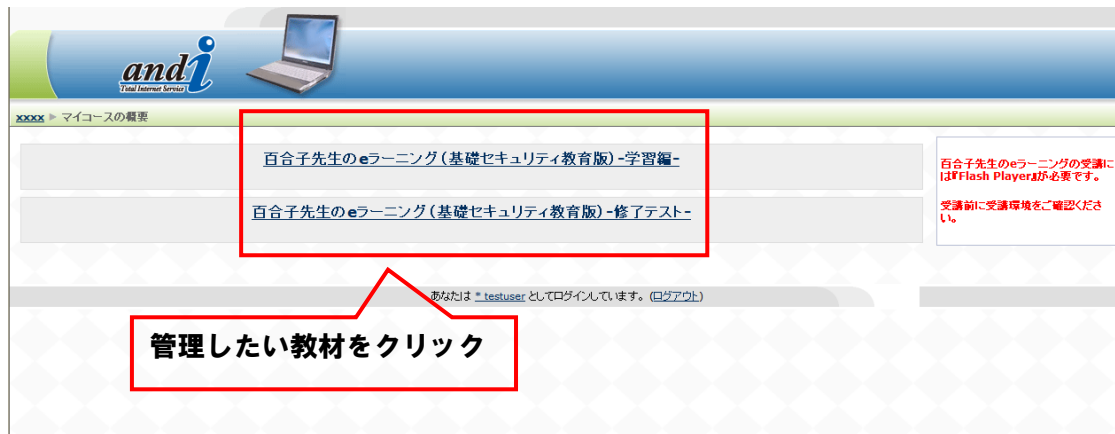 andi
Total Internet Service
xxxx ▶ マイコースの概要
百合子先生のeラーニング(基礎セキュリティ教育版)-学習編-
百合子先生のeラーニング(基礎セキュリティ教育版)-修了テスト-
百合子先生のeラーニングの受講に
は『Flash Player』が必要です。
受講前に受講環境をご確認くださ
い。
あなたは * testuser としてログインしています。(ログアウト)
管理したい教材をクリック